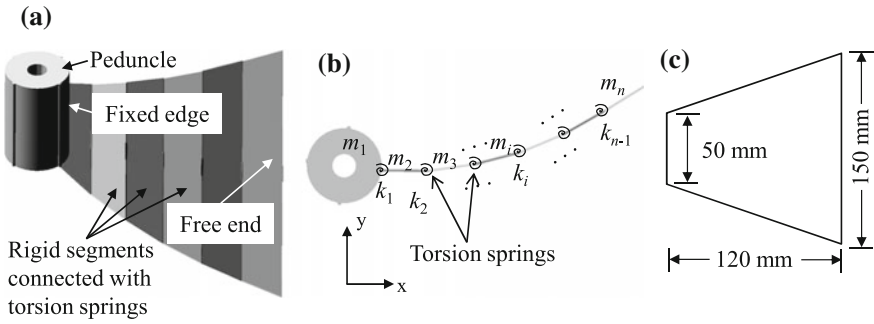 (a)
Peduncle
Fixed edge
Free end
Rigid segments
connected with
torsion springs
(b)
m1
m2
m3
mi
mn
k1
k2
ki
kn-1
y
x
Torsion springs
(c)
50 mm
150 mm
120 mm